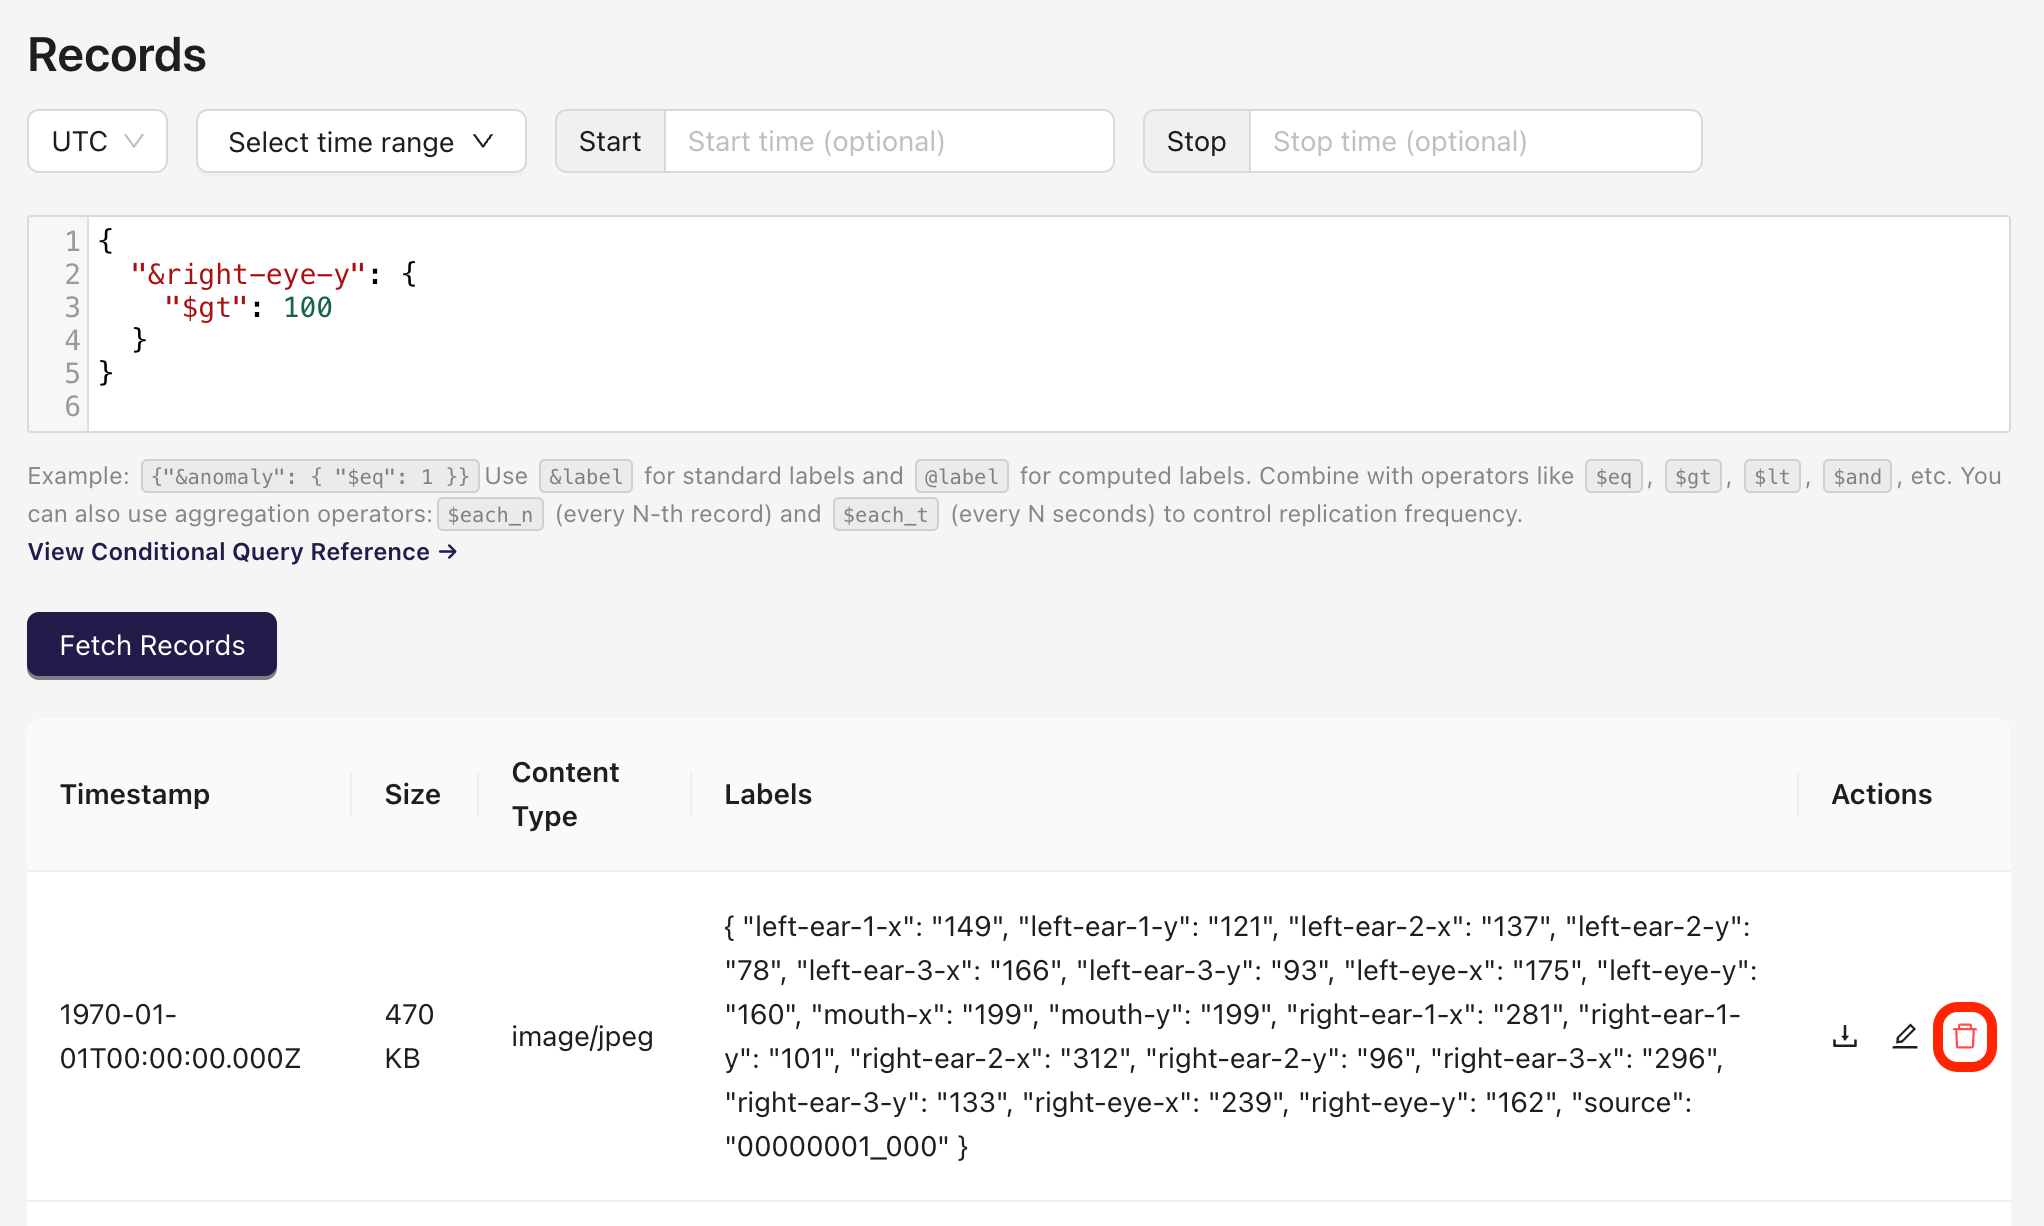 Records
UTC Select time range Start Start time (optional) Stop Stop time (optional)
1 {
2   "&right-eye-y": {
3     "$gt": 100
4   }
5 }
6
Example: {"&anomaly": { "$eq": 1 }} Use &label for standard labels and @label for computed labels. Combine with operators like $eq, $gt, $lt, $and, etc. You
can also use aggregation operators: $each_n (every N-th record) and $each_t (every N seconds) to control replication frequency.
View Conditional Query Reference →
Fetch Records
Timestamp Size Content Type Labels Actions
1970-01-
01T00:00:00.000Z
470
KB
image/jpeg
{ "left-ear-1-x": "149", "left-ear-1-y": "121", "left-ear-2-x": "137", "left-ear-2-y":
"78", "left-ear-3-x": "166", "left-ear-3-y": "93", "left-eye-x": "175", "left-eye-y":
"160", "mouth-x": "199", "mouth-y": "199", "right-ear-1-x": "281", "right-ear-1-
y": "101", "right-ear-2-x": "312", "right-ear-2-y": "96", "right-ear-3-x": "296",
"right-ear-3-y": "133", "right-eye-x": "239", "right-eye-y": "162", "source":
"00000001_000" }